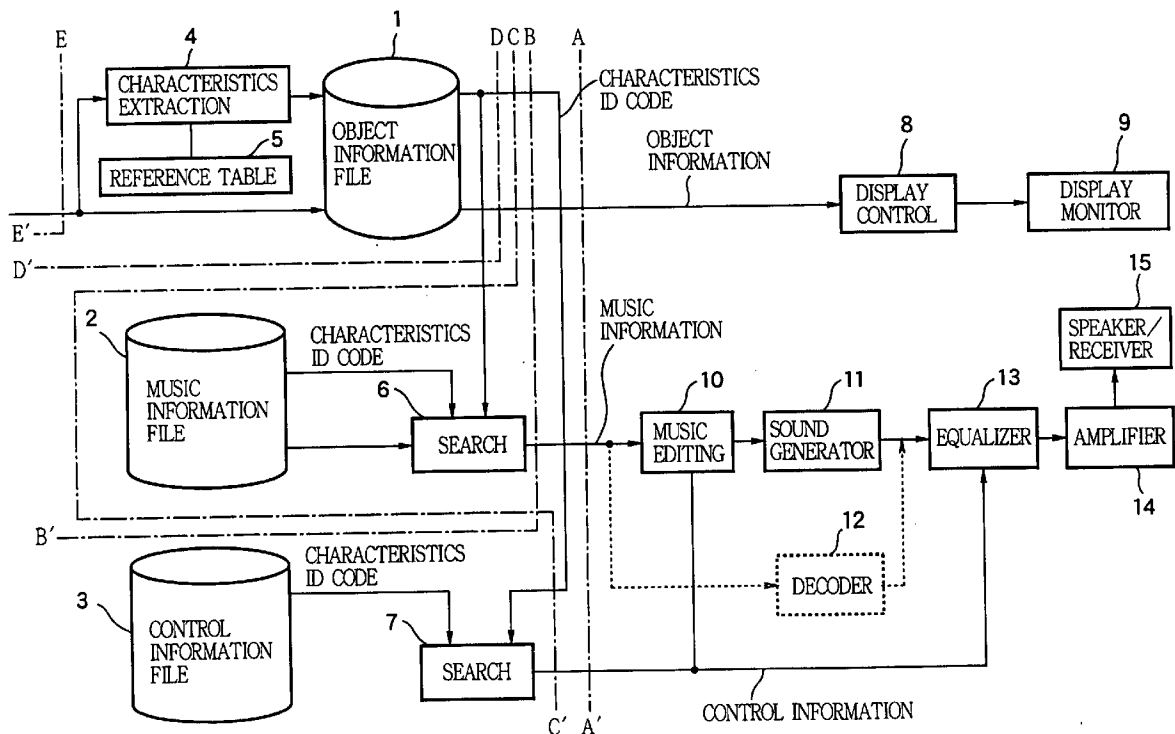 E
4
1
D
C
B
A
CHARACTERISTICS
EXTRACTION
5
REFERENCE TABLE
OBJECT
INFORMATION
FILE
CHARACTERISTICS
ID CODE
OBJECT
INFORMATION
8
DISPLAY
CONTROL
9
DISPLAY
MONITOR
E'
D'
2
MUSIC
INFORMATION
FILE
CHARACTERISTICS
ID CODE
6
SEARCH
MUSIC
INFORMATION
10
MUSIC
EDITING
11
SOUND
GENERATOR
13
EQUALIZER
15
SPEAKER/
RECEIVER
AMPLIFIER
14
12
DECODER
B'
3
CONTROL
INFORMATION
FILE
CHARACTERISTICS
ID CODE
7
SEARCH
C'
A'
CONTROL INFORMATION